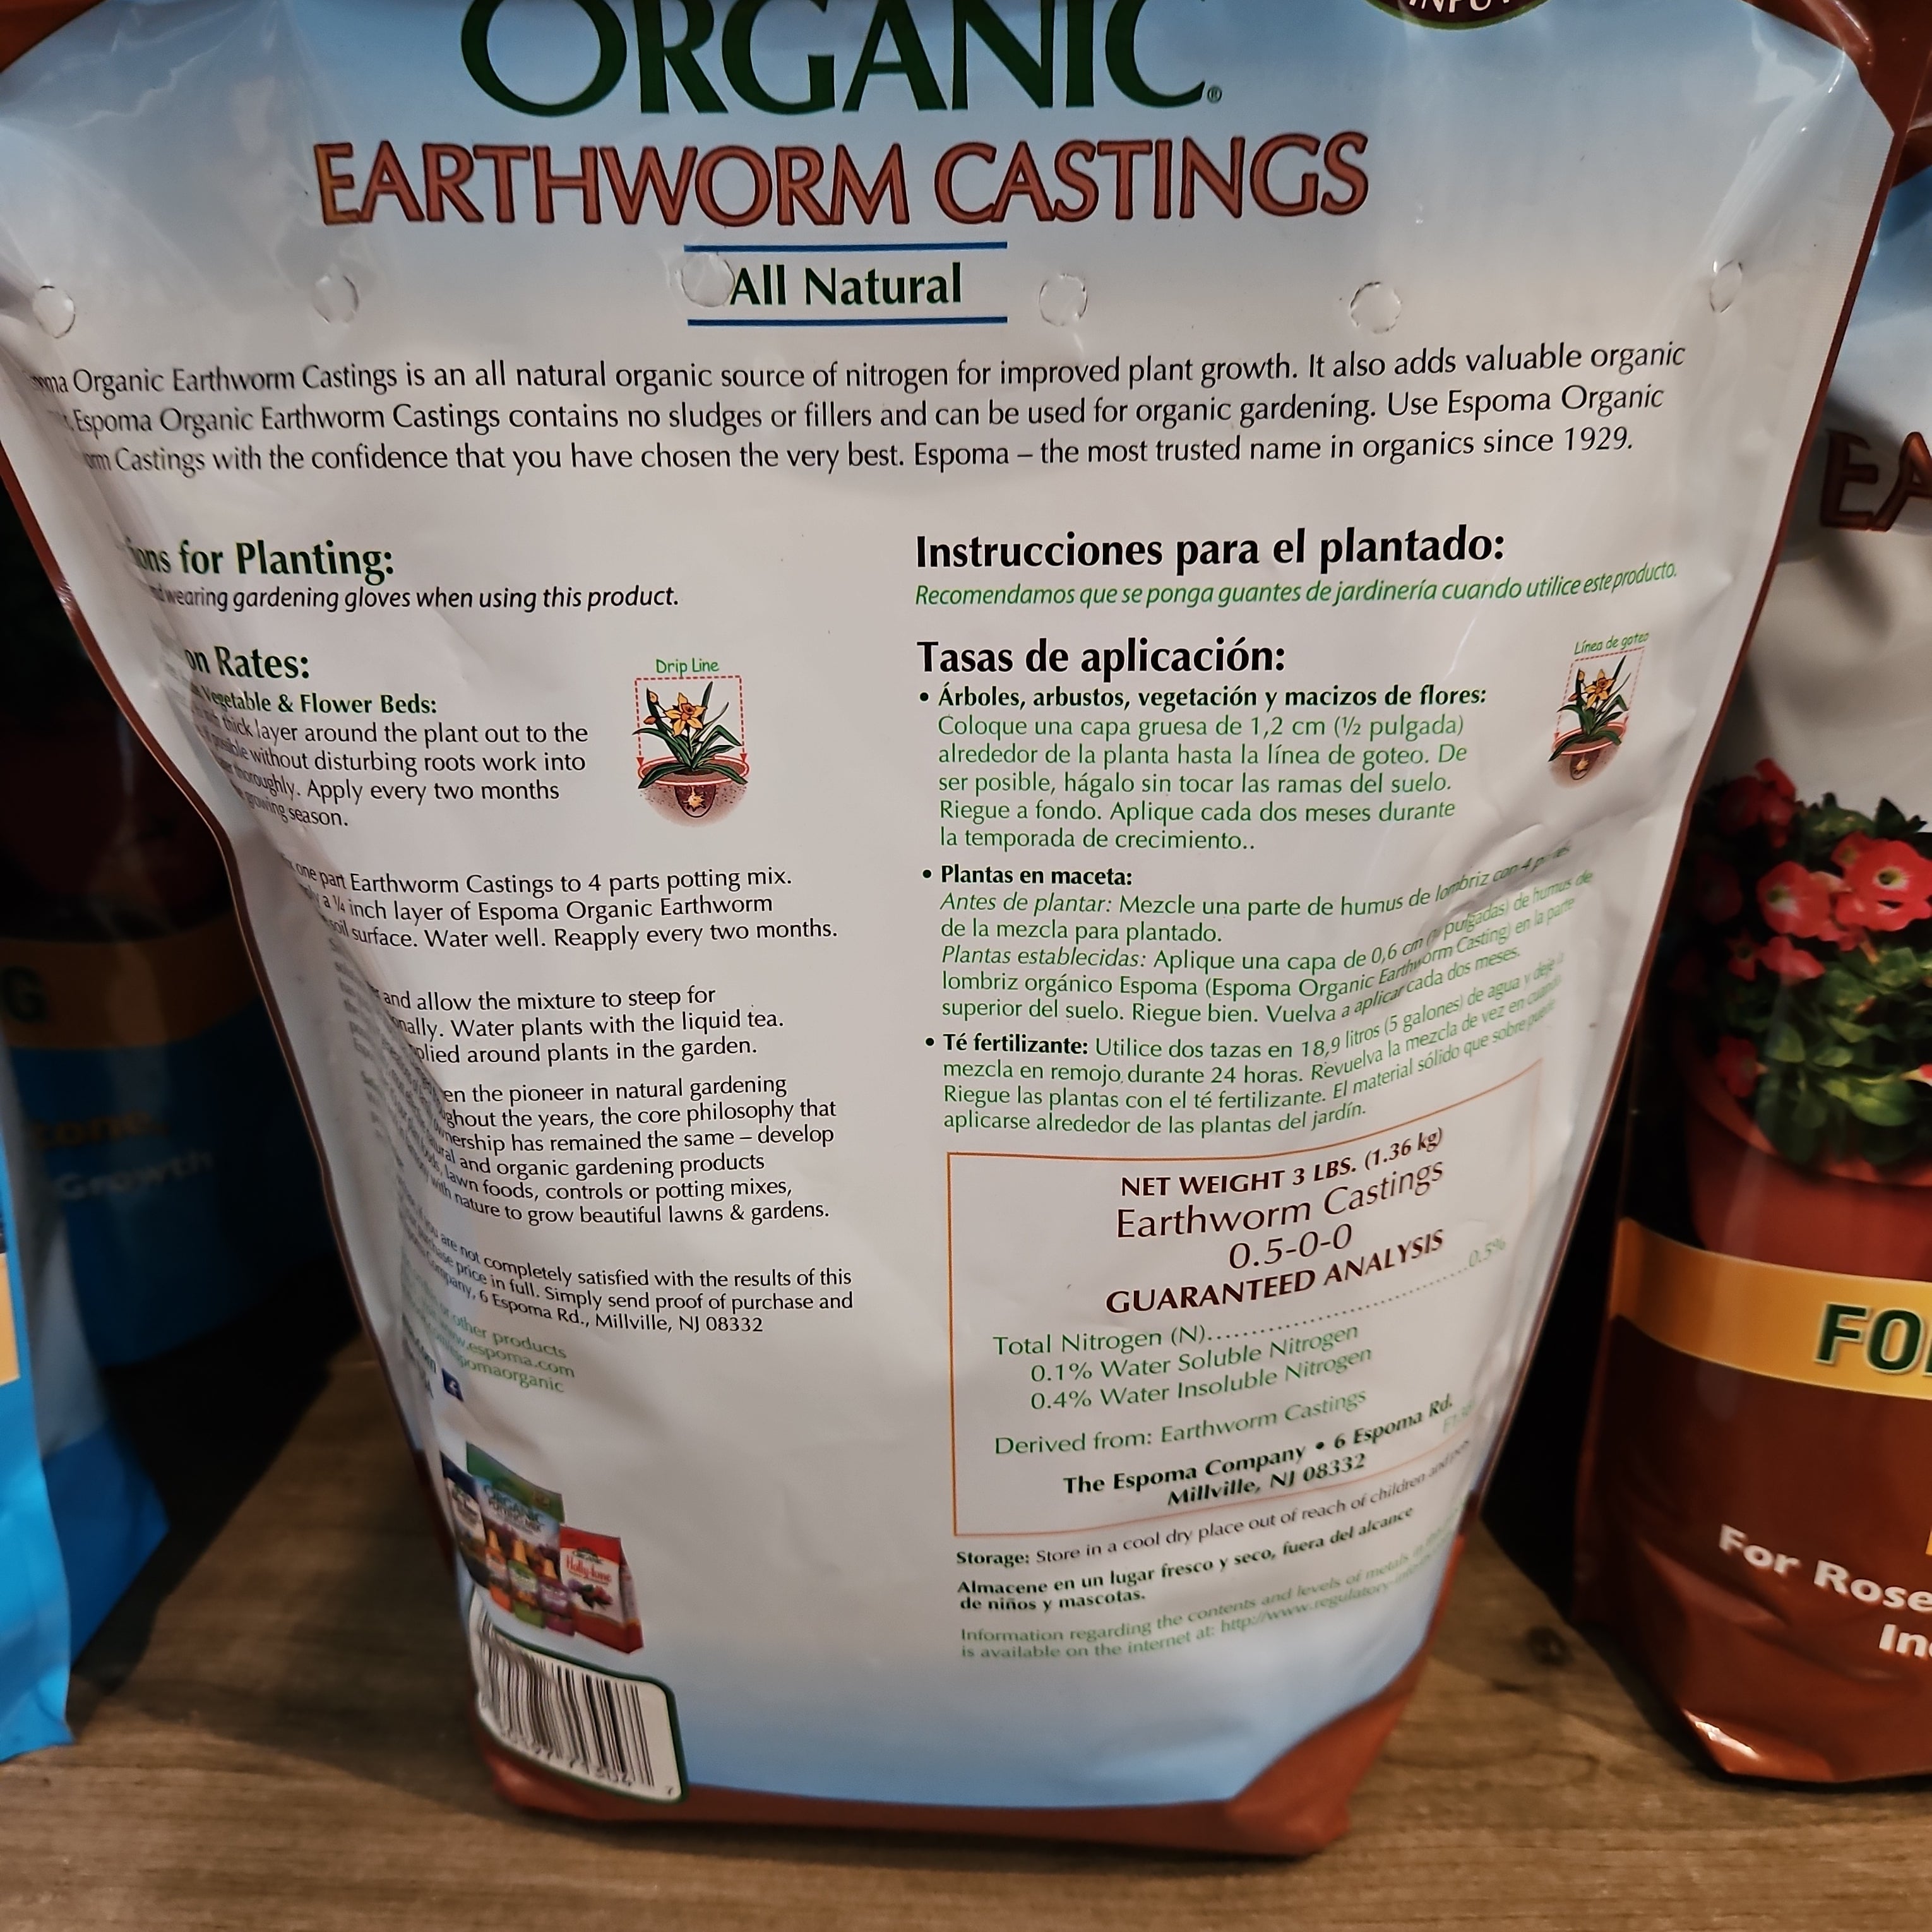 ORGANIC®
EARTHWORM CASTINGS
All Natural
Organic Earthworm Castings is an all natural organic source of nitrogen for improved plant growth. It also adds valuable organic
Espoma Organic Earthworm Castings contains no sludges or fillers and can be used for organic gardening. Use Espoma Organic
Castings with the confidence that you have chosen the very best. Espoma – the most trusted name in organics since 1929.
for Planting:
wearing gardening gloves when using this product.
Rates:
Vegetable & Flower Beds:
thick layer around the plant out to the
possible without disturbing roots work into
thoroughly. Apply every two months
growing season.
Drip Line
one part Earthworm Castings to 4 parts potting mix.
a ¼ inch layer of Espoma Organic Earthworm
soil surface. Water well. Reapply every two months.
and allow the mixture to steep for
Water plants with the liquid tea.
around plants in the garden.
the pioneer in natural gardening
the years, the core philosophy that
has remained the same – develop
and organic gardening products
lawn foods, controls or potting mixes,
with nature to grow beautiful lawns & gardens.
are not completely satisfied with the results of this
price in full. Simply send proof of purchase and
6 Espoma Rd., Millville, NJ 08332
other products
www.espoma.com
Instrucciones para el plantado:
Recomendamos que se ponga guantes de jardinería cuando utilice este producto.
Tasas de aplicación:
• Árboles, arbustos, vegetación y macizos de flores:
Coloque una capa gruesa de 1,2 cm (½ pulgada)
alrededor de la planta hasta la línea de goteo. De
ser posible, hágalo sin tocar las ramas del suelo.
Riegue a fondo. Aplique cada dos meses durante
la temporada de crecimiento..
Línea de goteo
• Plantas en maceta:
Antes de plantar: Mezcle una parte de humus de lombriz con 4
de la mezcla para plantado.
Plantas establecidas: Aplique una capa de 0,6 cm pulgadas) de humus de
lombriz orgánico Espoma (Espoma Organic Earthworm Casting) en la parte
superior del suelo. Riegue bien. Vuelva a aplicar cada dos meses.
• Té fertilizante: Utilice dos tazas en 18,9 litros (5 galones) de agua y deje
mezcla en remojo durante 24 horas. Revuelva la mezcla de vez en cuando
Riegue las plantas con el té fertilizante. El material sólido que sobre
aplicarse alrededor de las plantas del jardín.
NET WEIGHT 3 LBS. (1.36 kg)
Earthworm Castings
0.5-0-0
GUARANTEED ANALYSIS
Total Nitrogen (N)..............................0.5%
0.1% Water Soluble Nitrogen
0.4% Water Insoluble Nitrogen
Derived from: Earthworm Castings
The Espoma Company • 6 Espoma Rd.
Millville, NJ 08332
Storage: Store in a cool dry place out of reach of children and
Almacene en un lugar fresco y seco, fuera del alcance
de niños y mascotas.
Information regarding the contents and levels of metals
is available on the internet at:
ORGANIC
Holly-tone
Growth
FO
For Rose